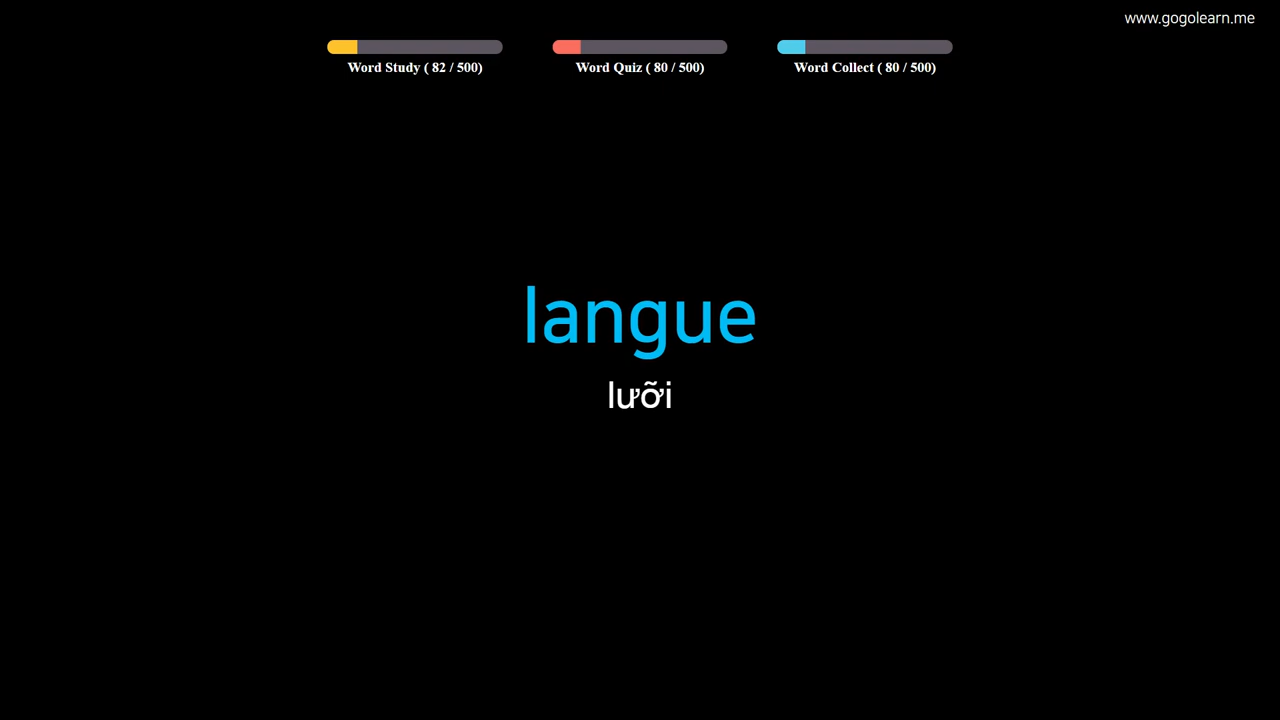 www.gogolearn.me
Word Study ( 82 / 500)
Word Quiz ( 80 / 500)
Word Collect ( 80 / 500)
langue
lưỡi